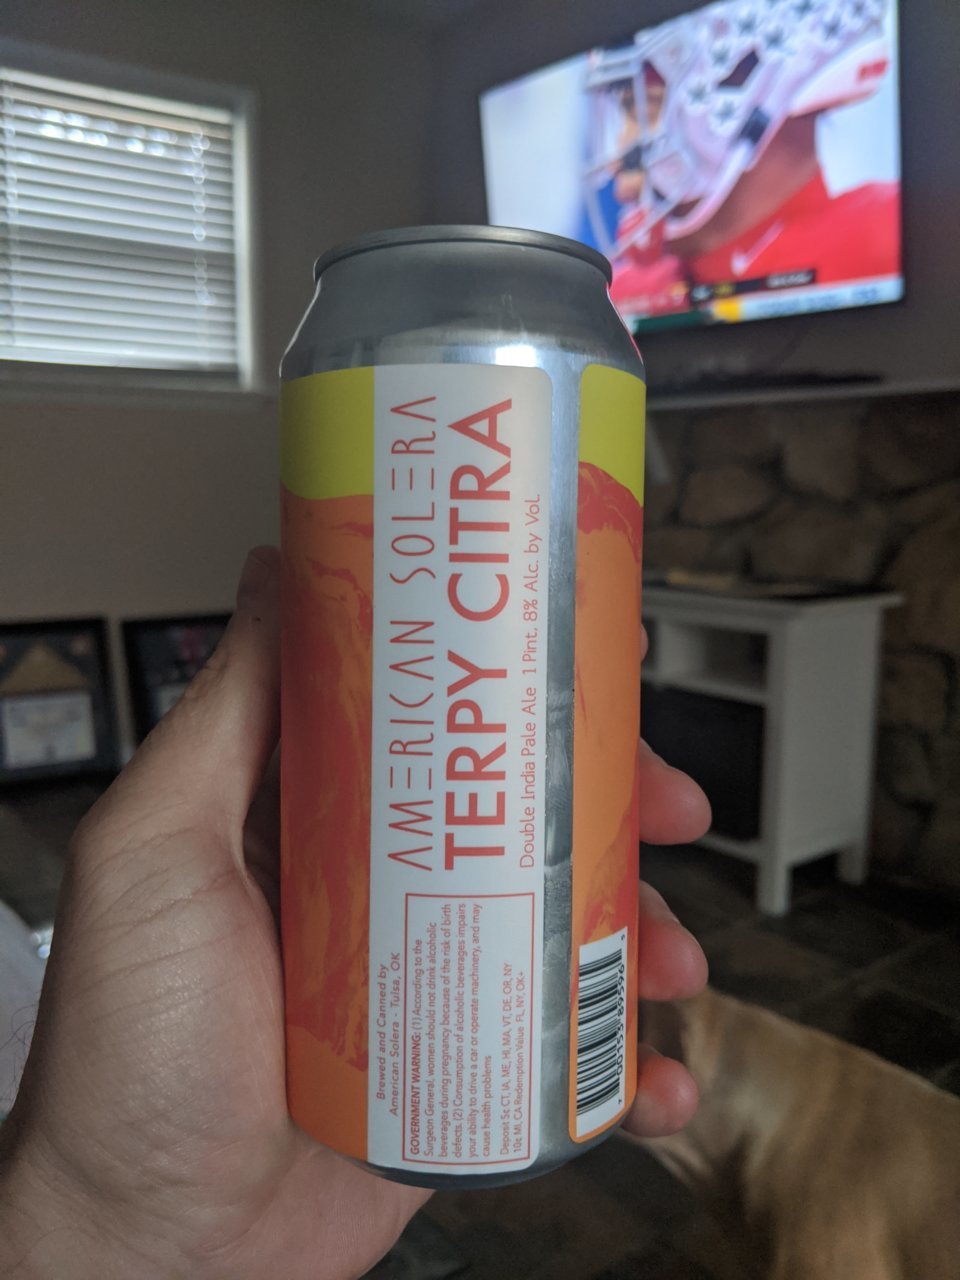 AMERICAN SOLERA
TERPY CITRA
Double India Pale Ale 1 Pint. 8% Alc. by Vol.
Brewed and Canned by
American Solera - Tulsa, OK
GOVERNMENT WARNING: (1) According to the
Surgeon General, women should not drink alcoholic
beverages during pregnancy because of the risk of birth
defects. (2) Consumption of alcoholic beverages impairs
your ability to drive a car or operate machinery, and may
cause health problems
Deposit 5¢ CT, IA, ME, HI, MA, VT, DE, OR, NY
10¢ MI, CA Redemption Value FL, NY, OK+
7 00153 89596 5